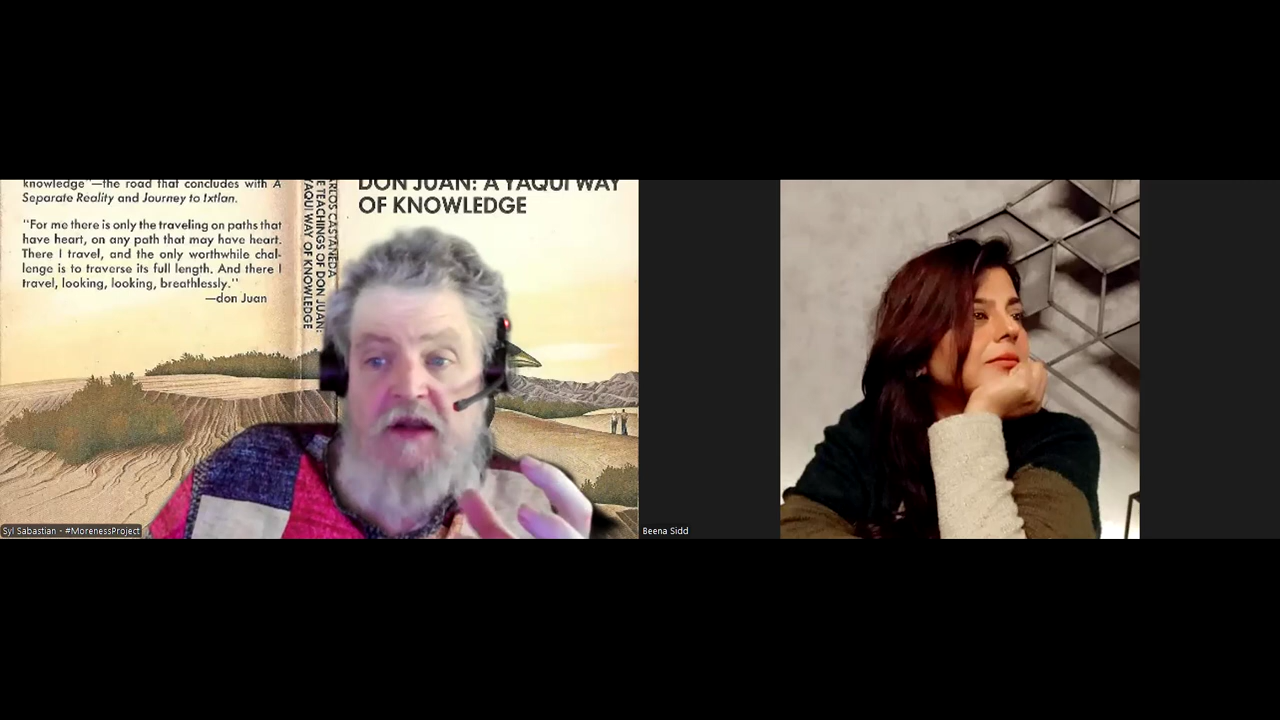 knowledge"—the road that concludes with A
Separate Reality and Journey to Ixtlan.
"For me there is only the traveling on paths that
have heart, on any path that may have heart.
There I travel, and the only worthwhile chal-
lenge is to traverse its full length. And there I
travel, looking, looking, breathlessly."
—don Juan
ARLOS CASTANEDA
E TEACHINGS OF DON JUAN:
YAQUI WAY OF KNOWLEDGE
DON JUAN: A YAQUI WAY
OF KNOWLEDGE
Syl Sabastian - #MorenessProject
Beena Sidd